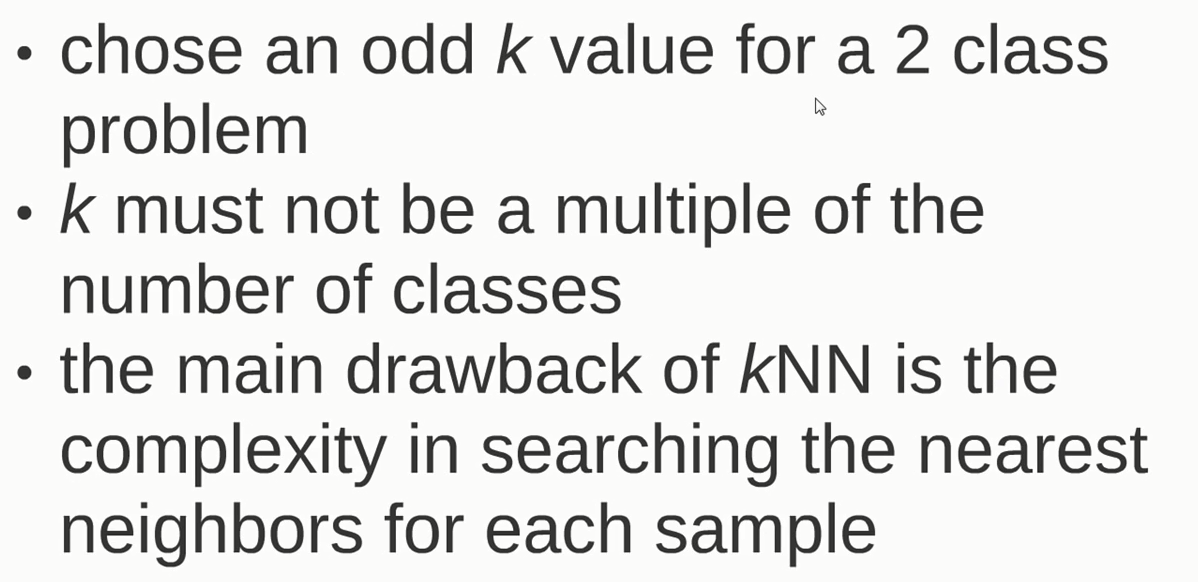 • chose an odd k value for a 2 class
problem
• k must not be a multiple of the
number of classes
• the main drawback of kNN is the
complexity in searching the nearest
neighbors for each sample